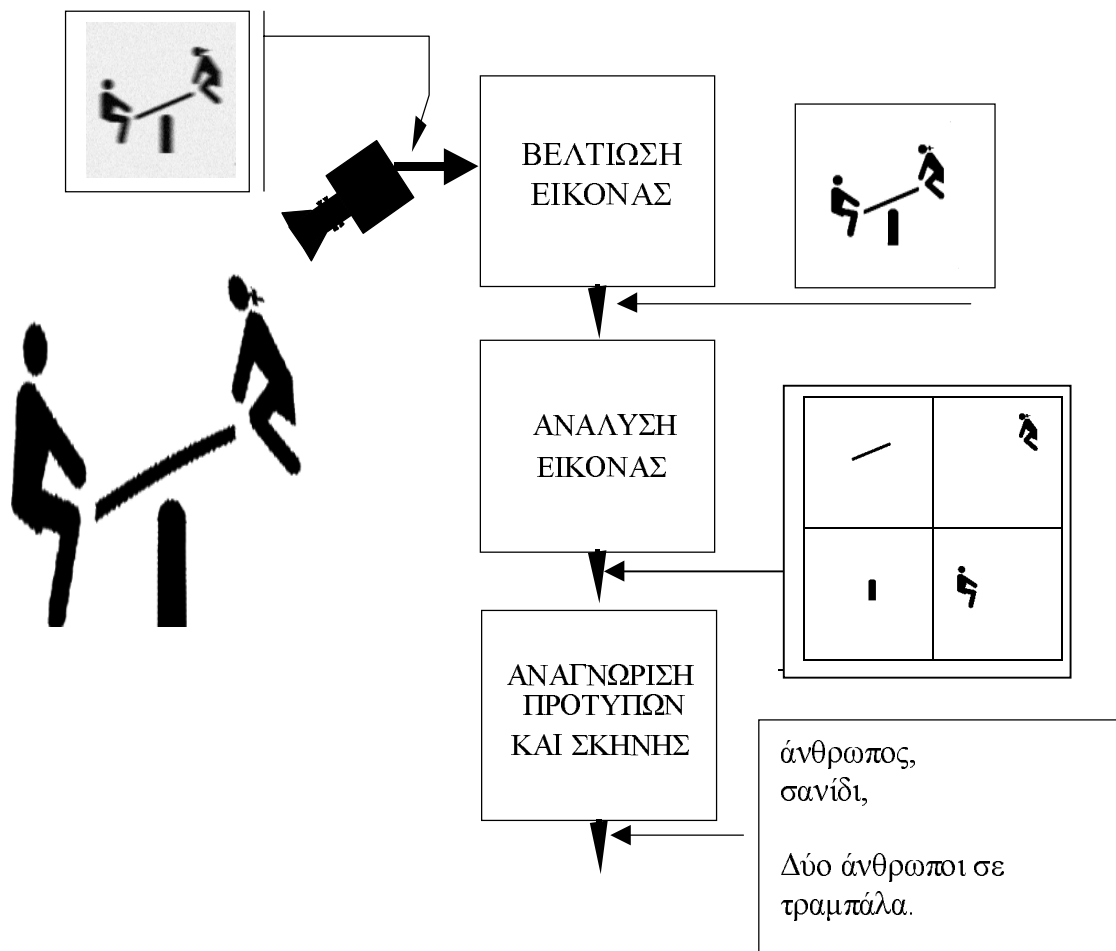 ΒΕΛΤΙΩΣΗ
ΕΙΚΟΝΑΣ
ΑΝΑΛΥΣΗ
ΕΙΚΟΝΑΣ
ΑΝΑΓΝΩΡΙΣΗ
ΠΡΟΤΥΠΩΝ
ΚΑΙ ΣΚΗΝΗΣ
άνθρωπος,
σανίδι,
Δύο άνθρωποι σε
τραμπάλα.